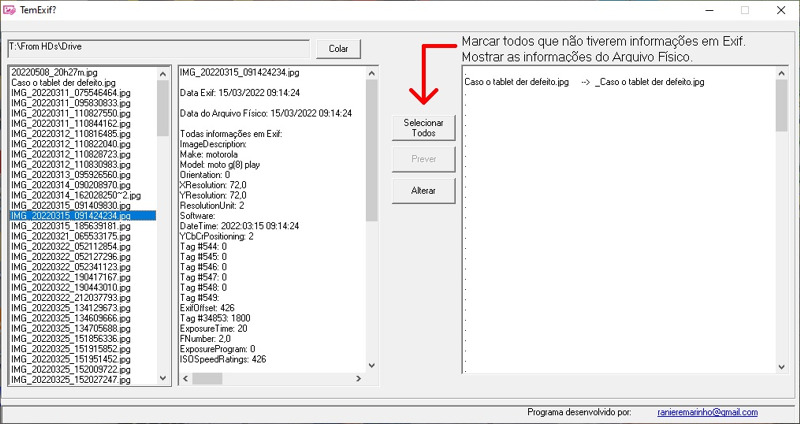 TemExif?
T:\From HDs\Drive
Colar
Marcar todos que não tiverem informações em Exif.
Mostrar as informações do Arquivo Físico.
20220508_20h27m.jpg
Caso o tablet der defeito.jpg
IMG_20220311_075546464.jpg
IMG_20220311_095830833.jpg
IMG_20220311_110827550.jpg
IMG_20220311_110844162.jpg
IMG_20220312_110816485.jpg
IMG_20220312_110822040.jpg
IMG_20220312_110828723.jpg
IMG_20220312_110830983.jpg
IMG_20220313_095926560.jpg
IMG_20220314_090208970.jpg
IMG_20220314_162028250~2.jpg
IMG_20220315_091409830.jpg
IMG_20220315_091424234.jpg
IMG_20220315_185639181.jpg
IMG_20220321_065533175.jpg
IMG_20220322_052112854.jpg
IMG_20220322_052127296.jpg
IMG_20220322_052341123.jpg
IMG_20220322_190417167.jpg
IMG_20220322_190443010.jpg
IMG_20220322_212037793.jpg
IMG_20220325_134129673.jpg
IMG_20220325_134609666.jpg
IMG_20220325_134705688.jpg
IMG_20220325_151856336.jpg
IMG_20220325_151915852.jpg
IMG_20220325_151951452.jpg
IMG_20220325_152009722.jpg
IMG_20220325_152027247.jpg
IMG_20220315_091424234.jpg
Data Exif: 15/03/2022 09:14:24
Data do Arquivo Físico: 15/03/2022 09:14:24
Todas informações em Exif:
ImageDescription:
Make: motorola
Model: moto g(8) play
Orientation: 0
XResolution: 72,0
YResolution: 72,0
ResolutionUnit: 2
Software:
DateTime: 2022:03:15 09:14:24
YCbCrPositioning: 2
Tag #544: 0
Tag #545: 0
Tag #546: 0
Tag #547: 0
Tag #548: 0
Tag #549:
ExifOffset: 426
Tag #34853: 1800
ExposureTime: 20
FNumber: 2,0
ExposureProgram: 0
ISOSpeedRatings: 426
Selecionar
Todos
Prever
Alterar
Caso o tablet der defeito.jpg --> _Caso o tablet der defeito.jpg
Programa desenvolvido por: ranieremarinho@gmail.com